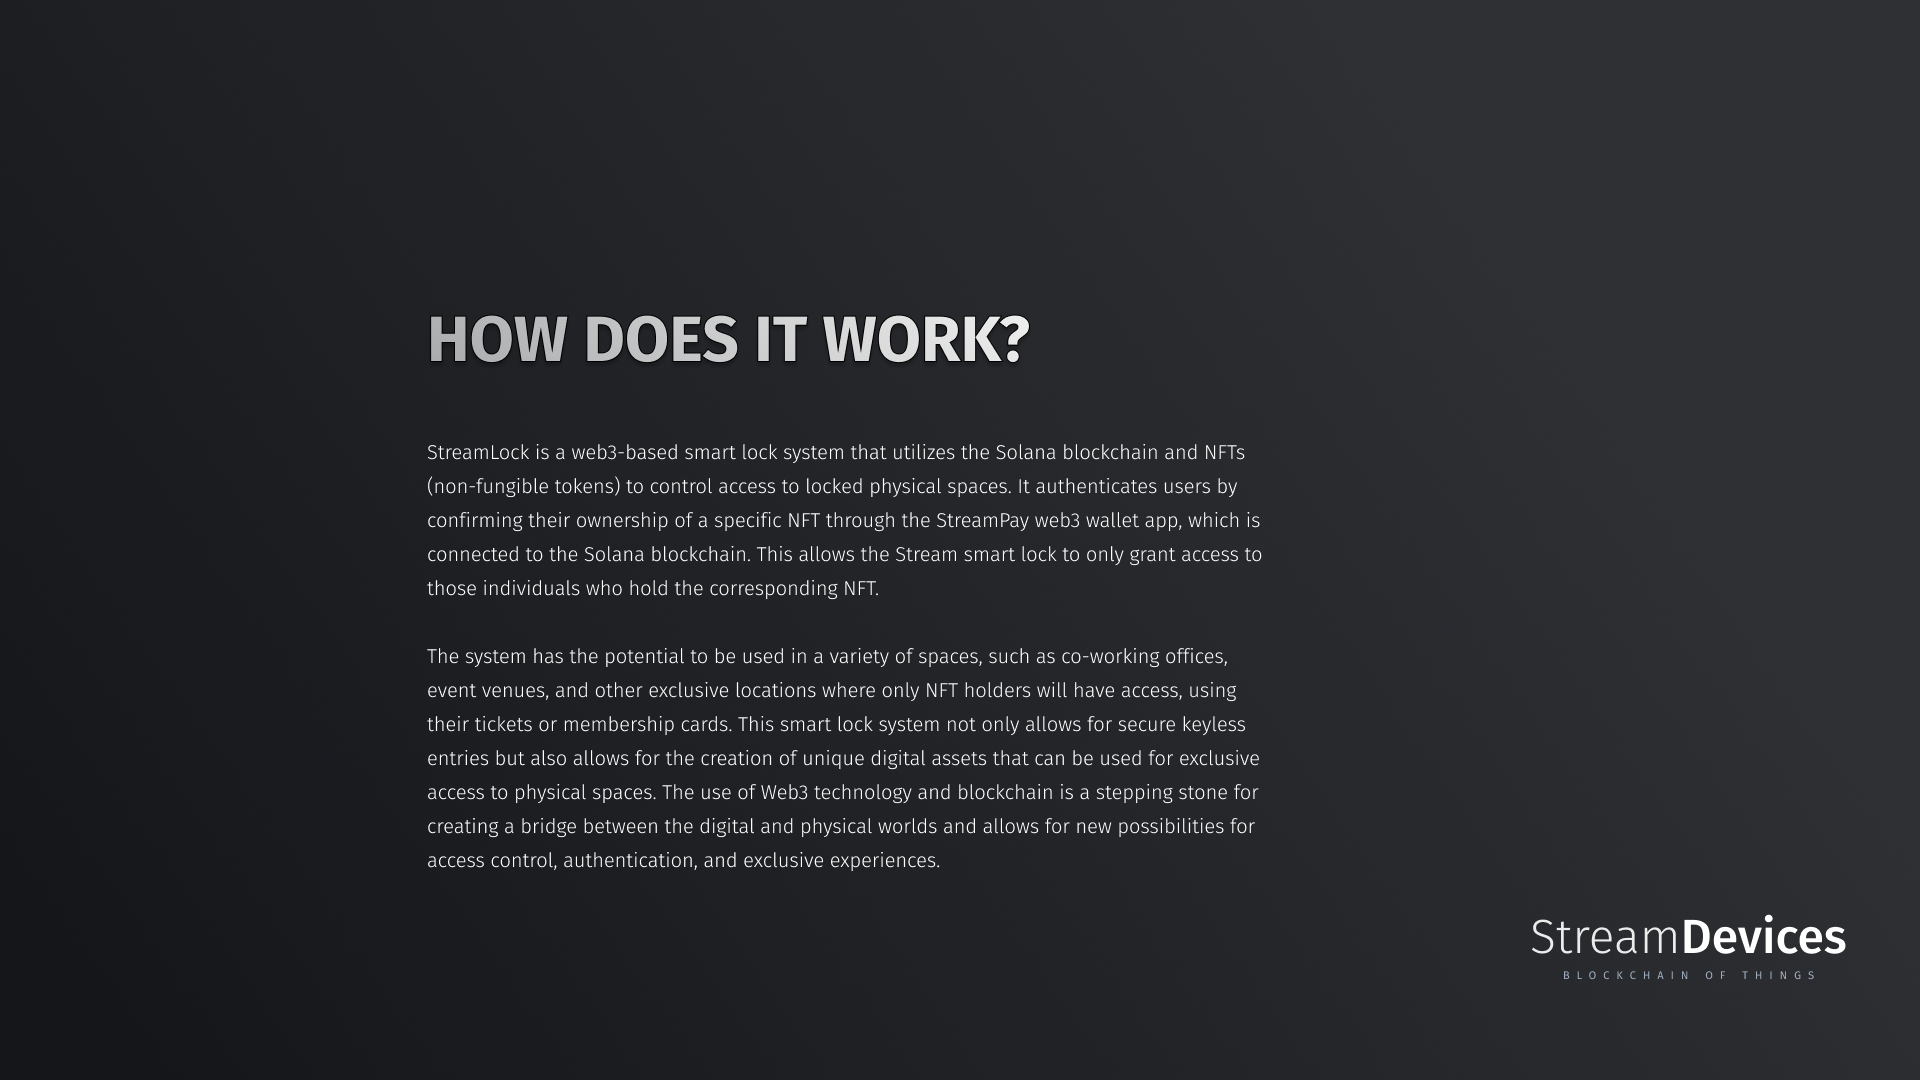 HOW DOES IT WORK?
StreamLock is a web3-based smart lock system that utilizes the Solana blockchain and NFTs
(non-fungible tokens) to control access to locked physical spaces. It authenticates users by
confirming their ownership of a specific NFT through the StreamPay web3 wallet app, which is
connected to the Solana blockchain. This allows the Stream smart lock to only grant access to
those individuals who hold the corresponding NFT.
The system has the potential to be used in a variety of spaces, such as co-working offices,
event venues, and other exclusive locations where only NFT holders will have access, using
their tickets or membership cards. This smart lock system not only allows for secure keyless
entries but also allows for the creation of unique digital assets that can be used for exclusive
access to physical spaces. The use of Web3 technology and blockchain is a stepping stone for
creating a bridge between the digital and physical worlds and allows for new possibilities for
access control, authentication, and exclusive experiences.
StreamDevices
BLOCKCHAIN OF THINGS